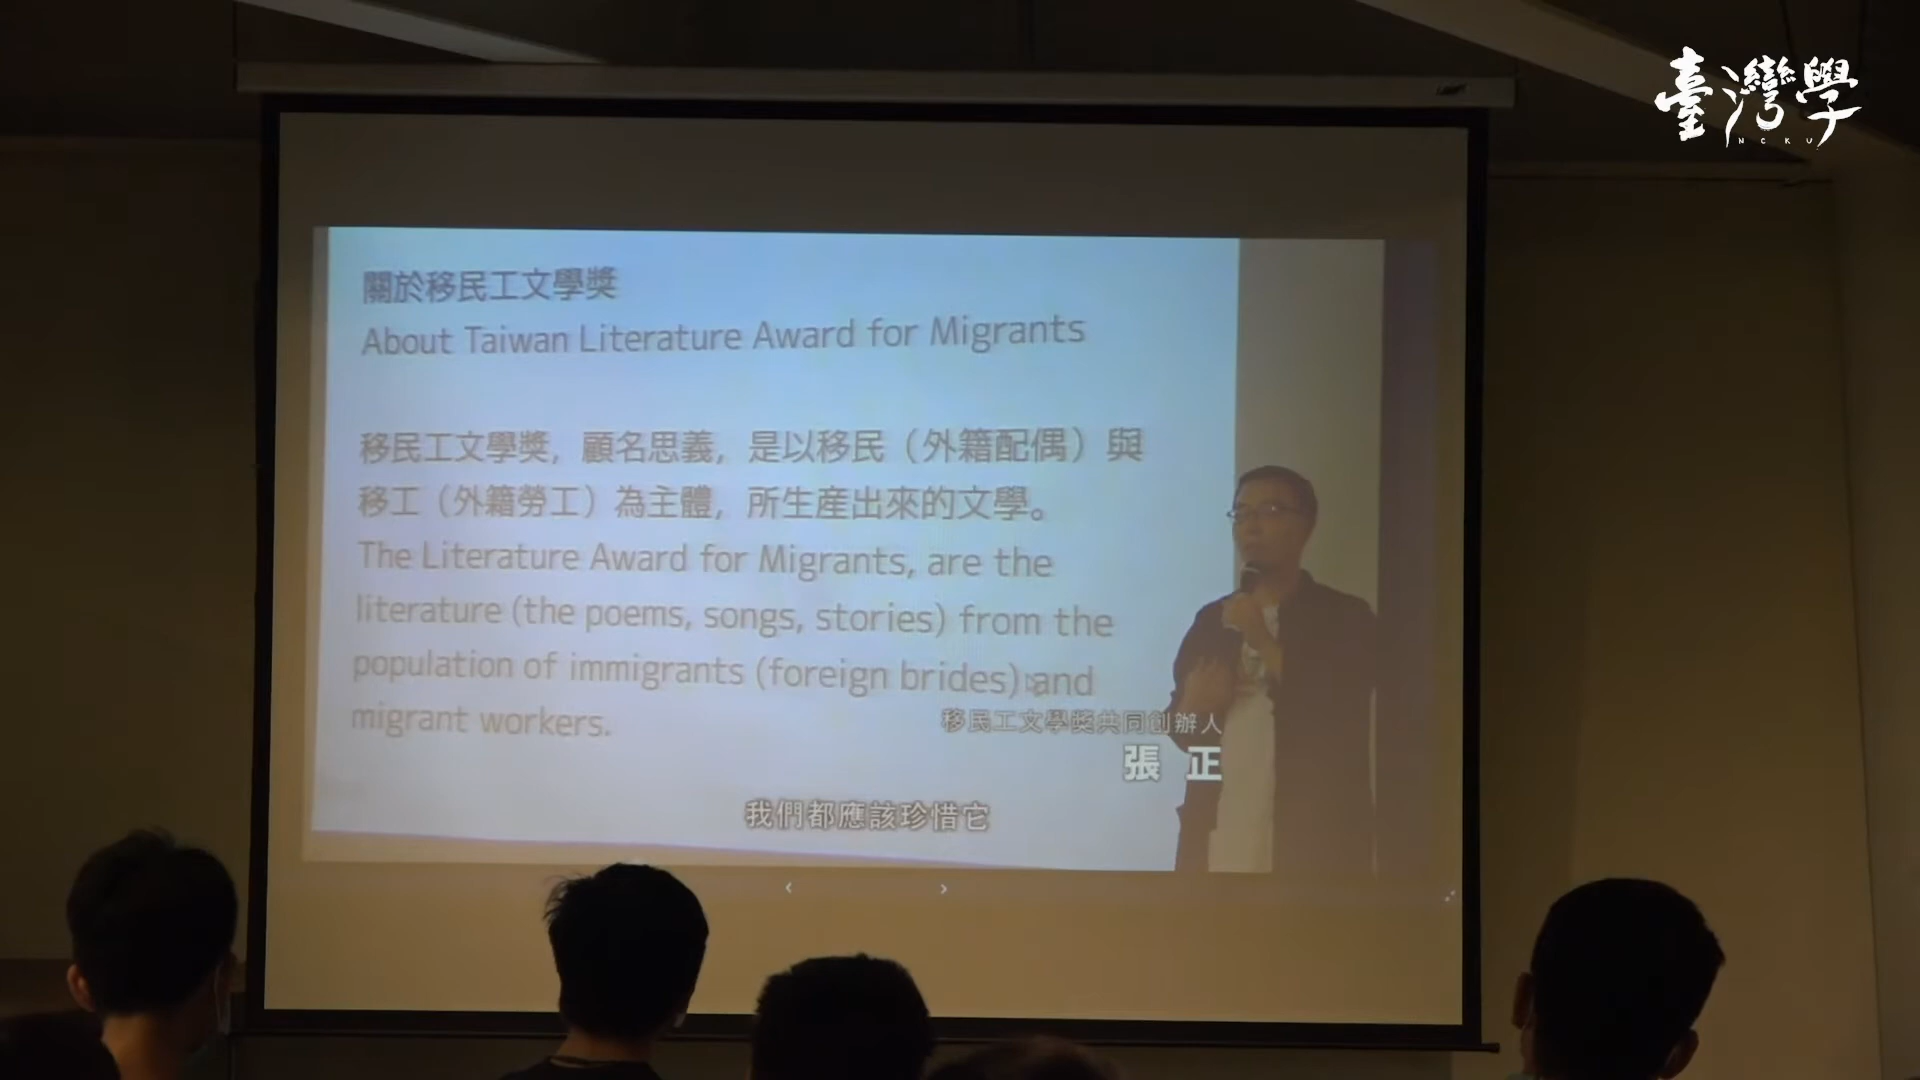 臺灣學
NCKU
關於移民工文學獎
About Taiwan Literature Award for Migrants
移民工文學獎，顧名思義，是以移民（外籍配偶）與
移工（外籍勞工）為主體，所生產出來的文學。
The Literature Award for Migrants, are the
literature (the poems, songs, stories) from the
population of immigrants (foreign brides) and
migrant workers.
移民工文學獎共同創辦人
張 正
我們都應該珍惜它